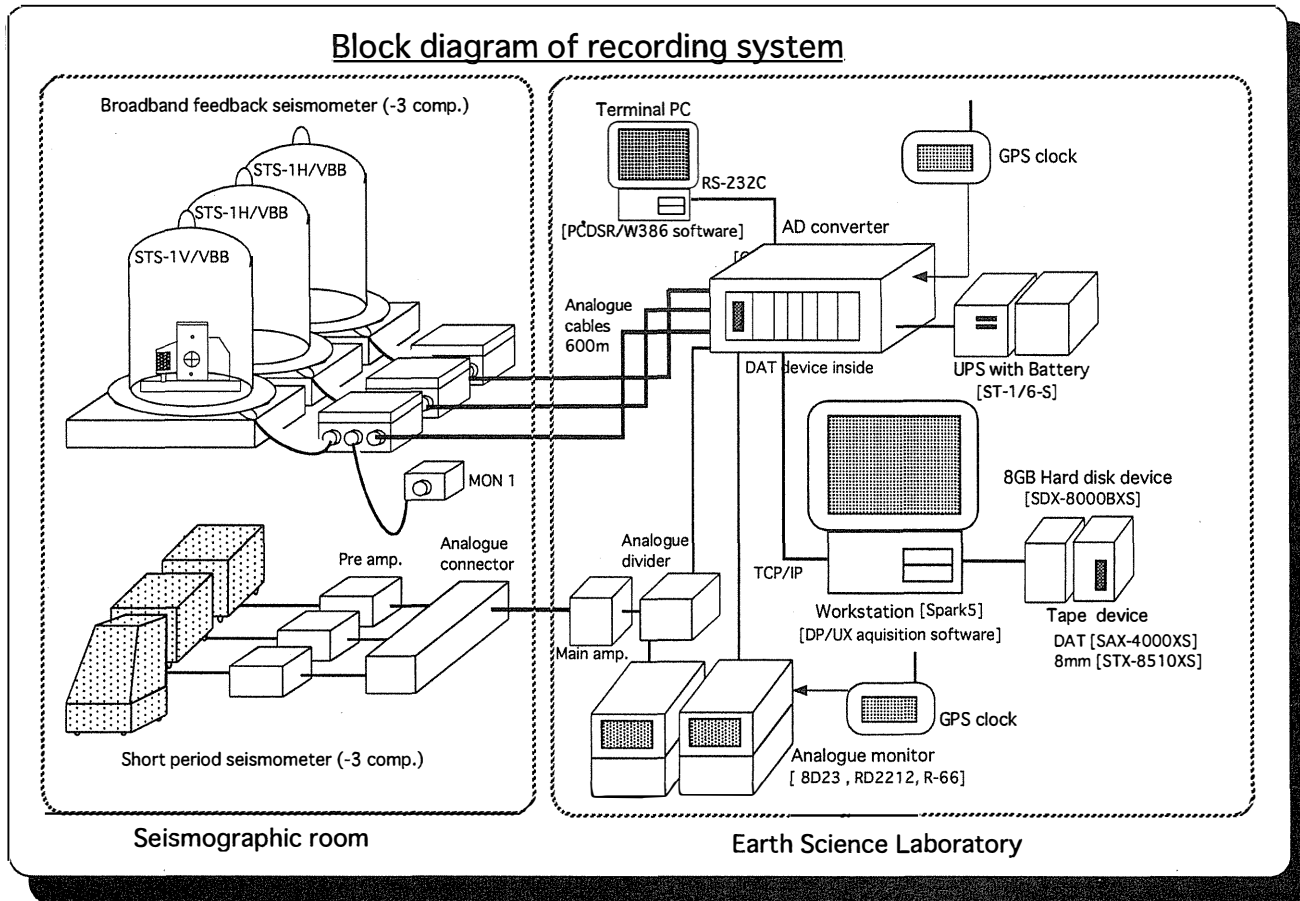 Block diagram of recording system
Broadband feedback seismometer (-3 comp.)
STS-1H/VBB
STS-1H/VBB
STS-1V/VBB
MON 1
Pre amp.
Analogue
connector
Short period seismometer (-3 comp.)
Seismographic room
Terminal PC
RS-232C
[PCDSR/W386 software]
GPS clock
AD converter
Analogue
cables
600m
DAT device inside
UPS with Battery
[ST-1/6-S]
8GB Hard disk device
[SDX-8000BXS]
Analogue
divider
TCP/IP
Main amp.
Workstation [Spark5]
[DP/UX aquisition software]
Tape device
DAT [SAX-4000XS]
8mm [STX-8510XS]
GPS clock
Analogue monitor
[ 8D23 , RD2212, R-66]
Earth Science Laboratory